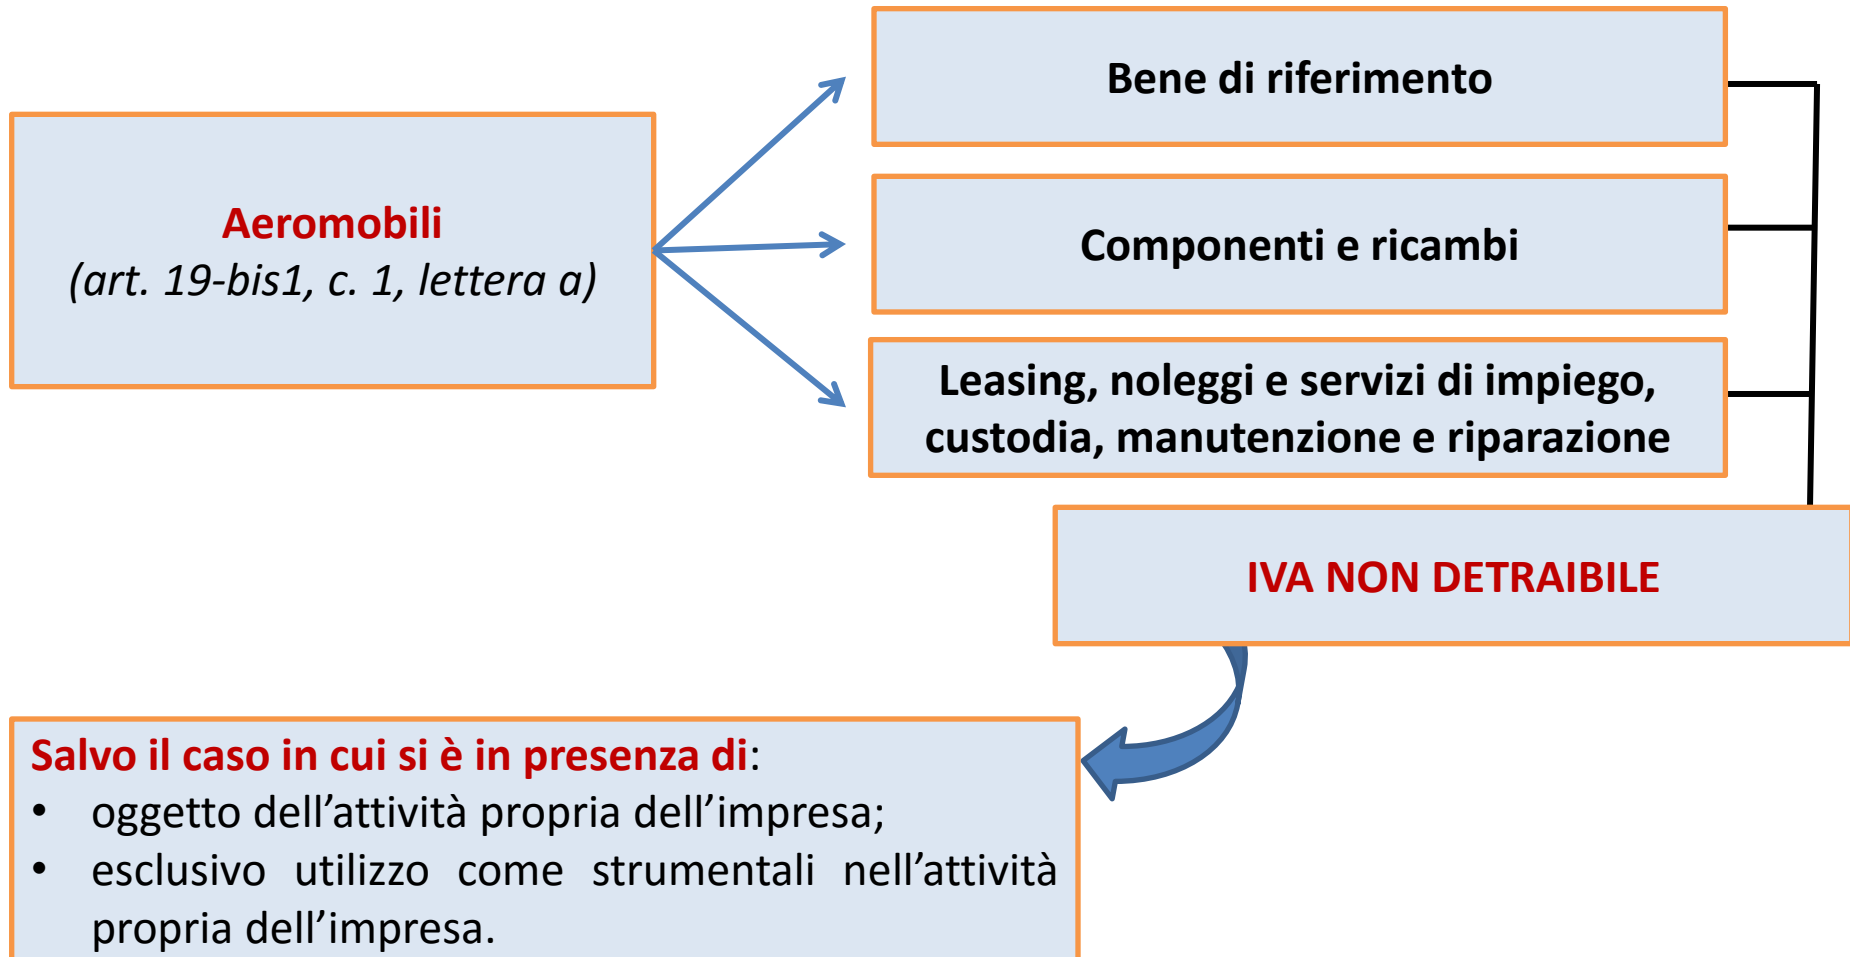 Bene di riferimento
Aeromobili
(art. 19-bis1, c. 1, lettera a)
Componenti e ricambi
Leasing, noleggi e servizi di impiego,
custodia, manutenzione e riparazione
IVA NON DETRAIBILE
Salvo il caso in cui si è in presenza di:
• oggetto dell’attività propria dell’impresa;
• esclusivo utilizzo come strumentali nell’attività
propria dell’impresa.